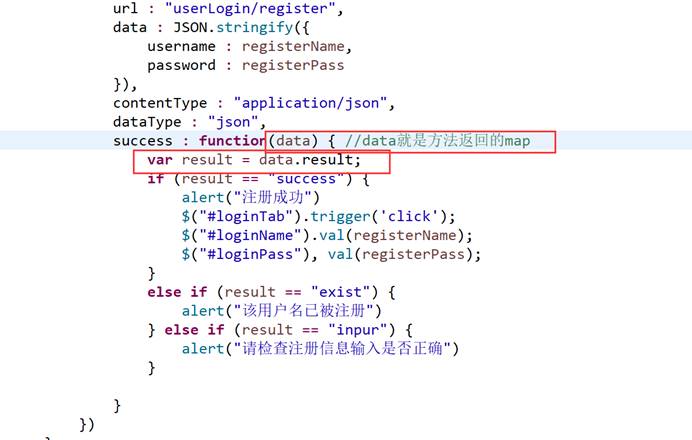 url : "userLogin/register",
data : JSON.stringify({
username : registerName,
password : registerPass
}),
contentType : "application/json",
dataType : "json",
success : function(data) { //data就是方法返回的map
var result = data.result;
if (result == "success") {
alert("注册成功")
$("#loginTab").trigger('click');
$("#loginName").val(registerName);
$("#loginPass"), val(registerPass);
}
else if (result == "exist") {
alert("该用户名已被注册")
} else if (result == "inpur") {
alert("请检查注册信息输入是否正确")
}
}
})